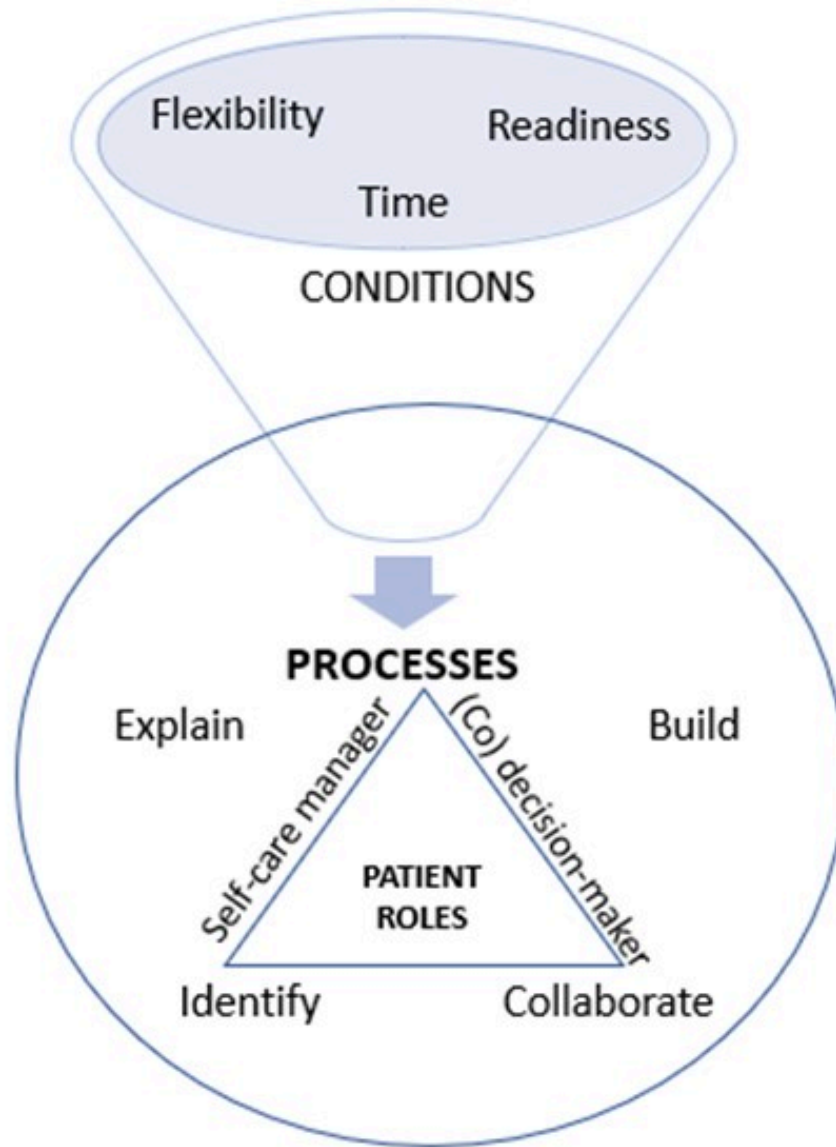 Flexibility
Readiness
Time
CONDITIONS
PROCESSES
Explain
Build
Self-care manager
(Co) decision-maker
PATIENT
ROLES
Identify
Collaborate